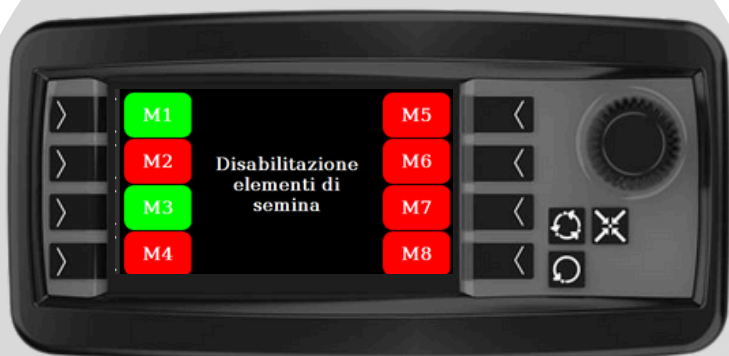 M1
M5
M2
M6
Disabilitazione
elementi di
semina
M3
M7
M4
M8